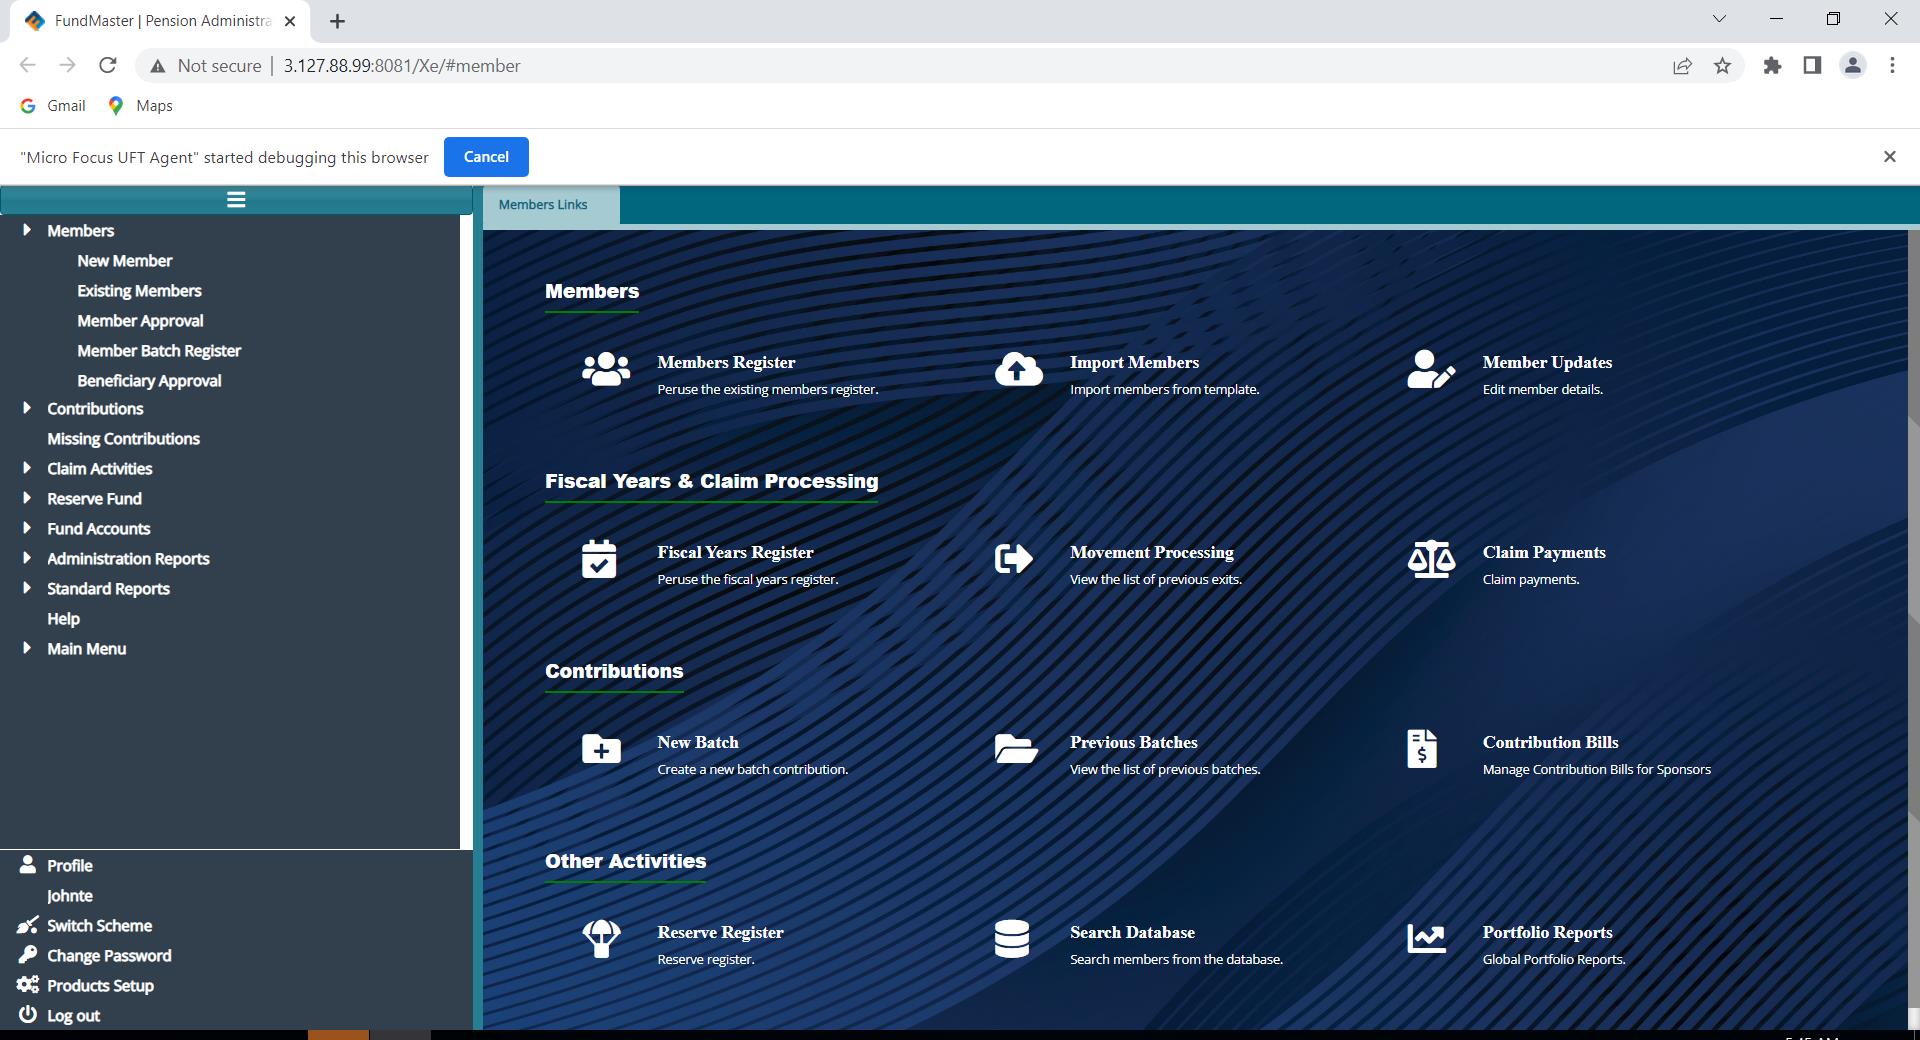 FundMaster | Pension Administra
Not secure | 3.127.88.99:8081/Xe/#member
Gmail
Maps
"Micro Focus UFT Agent" started debugging this browser
Cancel
Members
New Member
Existing Members
Member Approval
Member Batch Register
Beneficiary Approval
Contributions
Missing Contributions
Claim Activities
Reserve Fund
Fund Accounts
Administration Reports
Standard Reports
Help
Main Menu
Profile
Johnte
Switch Scheme
Change Password
Products Setup
Log out
Members Links
Members
Members Register
Peruse the existing members register.
Import Members
Import members from template.
Member Updates
Edit member details.
Fiscal Years & Claim Processing
Fiscal Years Register
Peruse the fiscal years register.
Movement Processing
View the list of previous exits.
Claim Payments
Claim payments.
Contributions
New Batch
Create a new batch contribution.
Previous Batches
View the list of previous batches.
Contribution Bills
Manage Contribution Bills for Sponsors
Other Activities
Reserve Register
Reserve register.
Search Database
Search members from the database.
Portfolio Reports
Global Portfolio Reports.